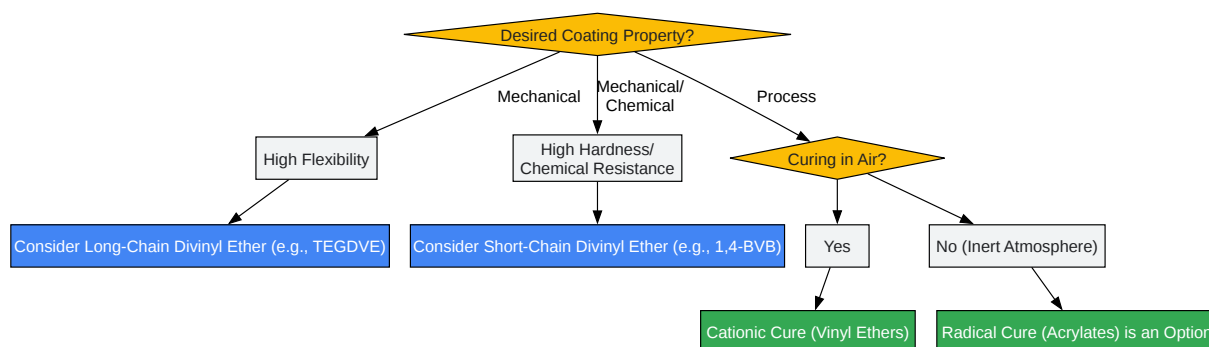 Desired Coating Property?
Mechanical
Mechanical/
Chemical
Process
High Flexibility
High Hardness/
Chemical Resistance
Curing in Air?
Consider Long-Chain Divinyl Ether (e.g., TEGDVE)
Consider Short-Chain Divinyl Ether (e.g., 1,4-BVB)
Yes
No (Inert Atmosphere)
Cationic Cure (Vinyl Ethers)
Radical Cure (Acrylates) is an Option